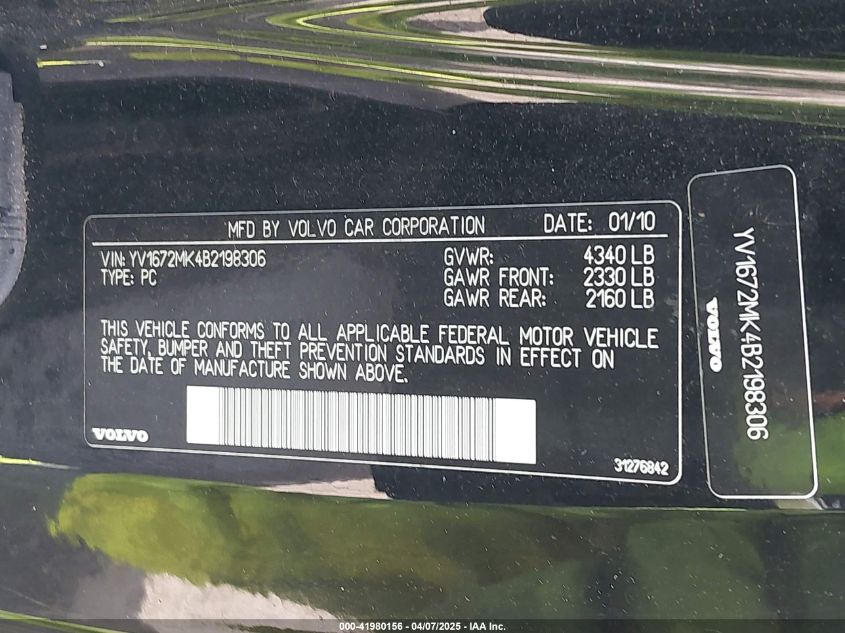 MFD BY VOLVO CAR CORPORATION DATE: 01/10
VIN: YV1672MK4B2198306 GVWR: 4340 LB
TYPE: PC GAWR FRONT: 2330 LB
GAWR REAR: 2160 LB
THIS VEHICLE CONFORMS TO ALL APPLICABLE FEDERAL MOTOR VEHICLE
SAFETY, BUMPER AND THEFT PREVENTION STANDARDS IN EFFECT ON
THE DATE OF MANUFACTURE SHOWN ABOVE.
VOLVO
31276842
YV1672MK4B2198306
VOLVO
000-41980156 - 04/07/2025 - IAA Inc.